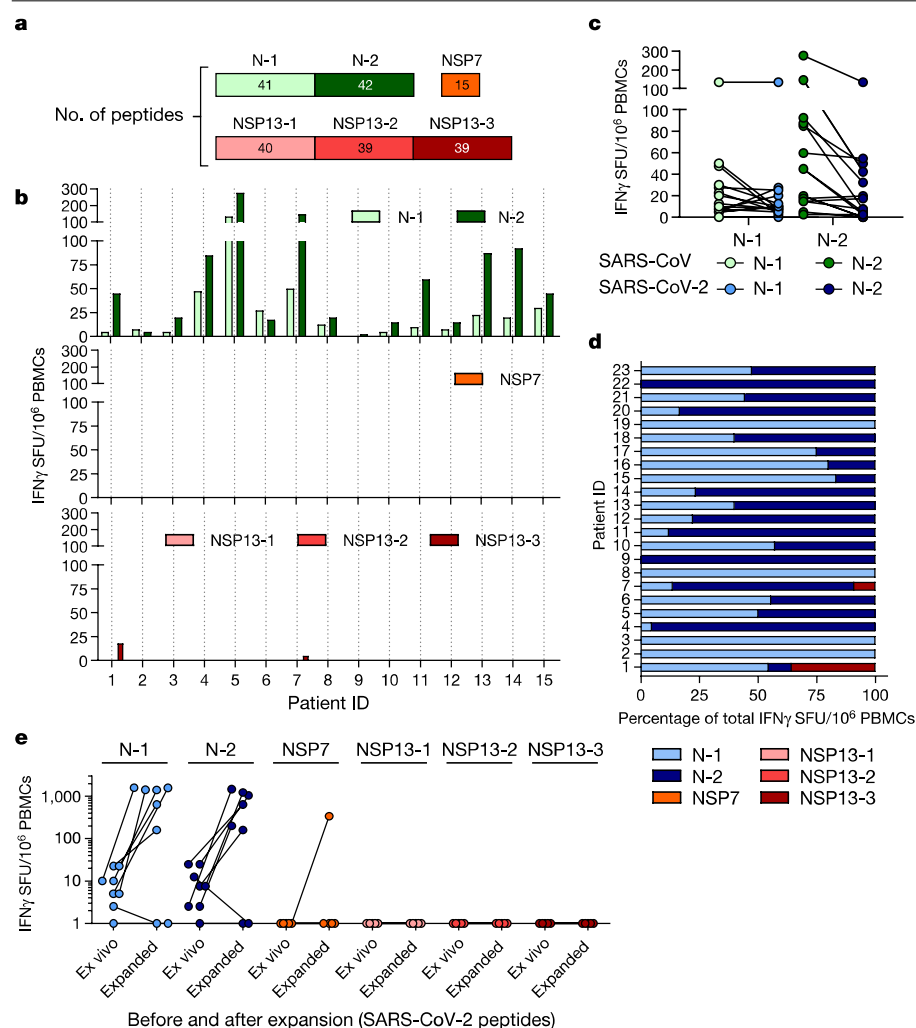 a
N-1 N-2 NSP7
41 42 15
No. of peptides
NSP13-1 NSP13-2 NSP13-3
40 39 39
b
300
200
100
100
75
50
25
0
N-1 N-2
300
200
100
100
75
50
25
0
NSP7
IFNγ SFU/10⁶ PBMCs
300
200
100
100
75
50
25
0
NSP13-1 NSP13-2 NSP13-3
1 2 3 4 5 6 7 8 9 10 11 12 13 14 15
Patient ID
c
IFNγ SFU/10⁶ PBMCs
300
200
100
80
60
40
20
0
N-1 N-2
SARS-CoV N-1 N-2
SARS-CoV-2 N-1 N-2
d
Patient ID
23
22
21
20
19
18
17
16
15
14
13
12
11
10
9
8
7
6
5
4
3
2
1
0 25 50 75 100
Percentage of total IFNγ SFU/10⁶ PBMCs
N-1 NSP13-1
N-2 NSP13-2
NSP7 NSP13-3
e
N-1 N-2 NSP7 NSP13-1 NSP13-2 NSP13-3
IFNγ SFU/10⁶ PBMCs
1,000
100
10
1
Ex vivo Expanded Ex vivo Expanded Ex vivo Expanded Ex vivo Expanded Ex vivo Expanded Ex vivo Expanded
Before and after expansion (SARS-CoV-2 peptides)